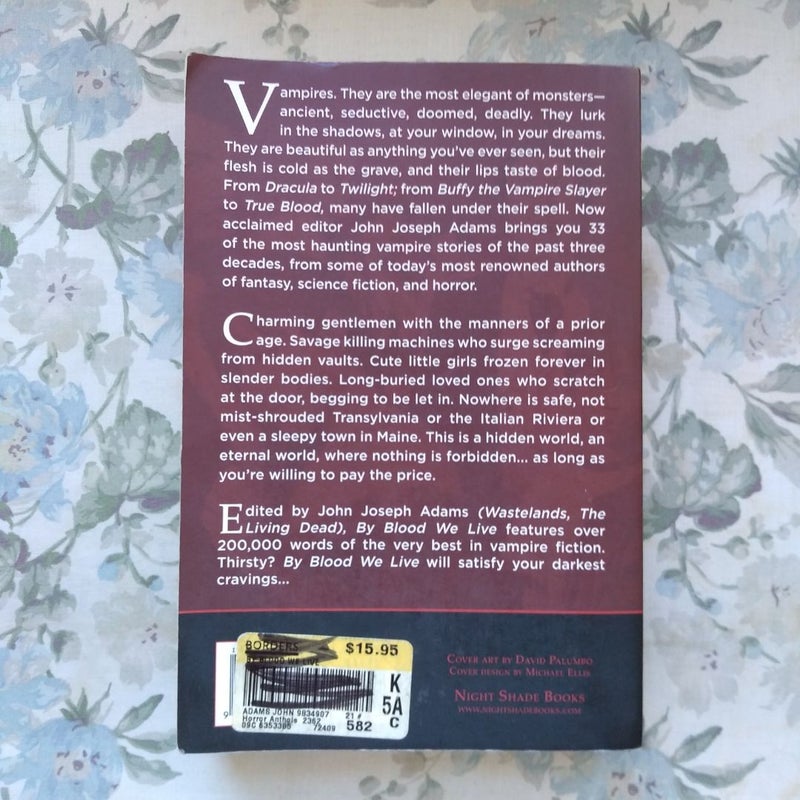 Vampires. They are the most elegant of monsters—
ancient, seductive, doomed, deadly. They lurk
in the shadows, at your window, in your dreams.
They are beautiful as anything you've ever seen, but their
flesh is cold as the grave, and their lips taste of blood.
From Dracula to Twilight; from Buffy the Vampire Slayer
to True Blood, many have fallen under their spell. Now
acclaimed editor John Joseph Adams brings you 33
of the most haunting vampire stories of the past three
decades, from some of today's most renowned authors
of fantasy, science fiction, and horror.
Charming gentlemen with the manners of a prior
age. Savage killing machines who surge screaming
from hidden vaults. Cute little girls frozen forever in
slender bodies. Long-buried loved ones who scratch
at the door, begging to be let in. Nowhere is safe, not
mist-shrouded Transylvania or the Italian Riviera or
even a sleepy town in Maine. This is a hidden world, an
eternal world, where nothing is forbidden... as long as
you're willing to pay the price.
Edited by John Joseph Adams (Wastelands, The
Living Dead), By Blood We Live features over
200,000 words of the very best in vampire fiction.
Thirsty? By Blood We Live will satisfy your darkest
cravings...
BORDERS $15.95
BY BLOOD WE LIVE
K
5A
C
ADAMS JOHN 9834907
Horror Anthole 2362 21 #
09C 6353395 72409 582
9
Cover art by David Palumbo
Cover design by Michael Ellis
Night Shade Books
www.nightshadebooks.com